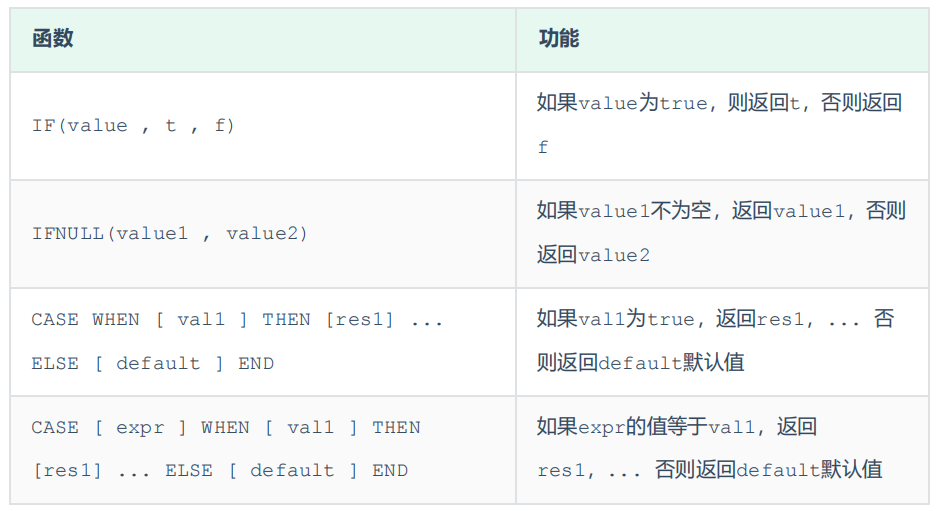 函数
功能
IF(value , t , f)
如果value为true，则返回t，否则返回
f
IFNULL(value1 , value2)
如果value1不为空，返回value1，否则
返回value2
CASE WHEN [ val1 ] THEN [res1] ...
ELSE [ default ] END
如果val1为true，返回res1，... 否
则返回default默认值
CASE [ expr ] WHEN [ val1 ] THEN
[res1] ... ELSE [ default ] END
如果expr的值等于val1，返回
res1，... 否则返回default默认值